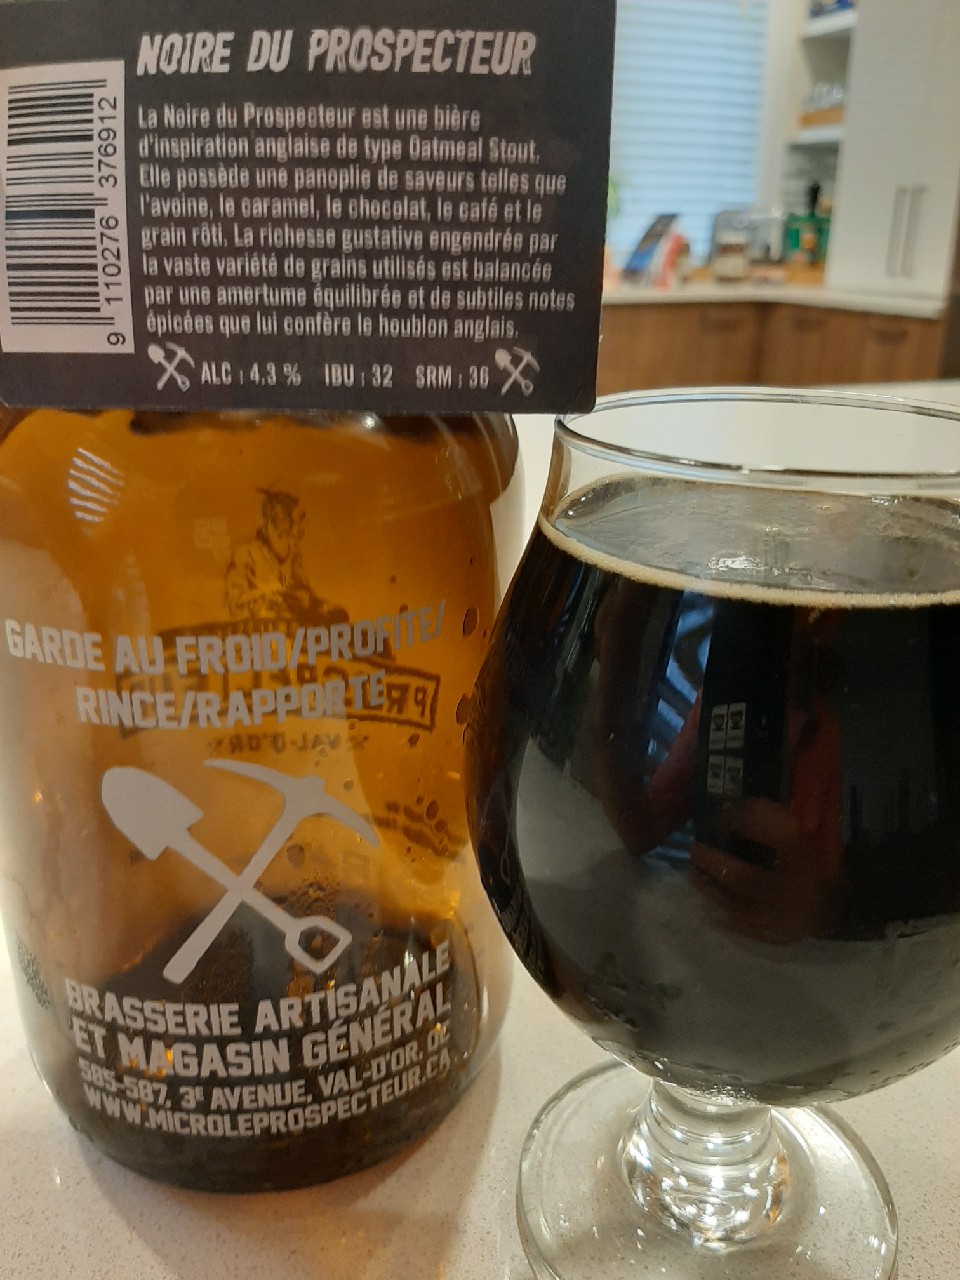 NOIRE DU PROSPECTEUR
La Noire du Prospecteur est une bière
d'inspiration anglaise de type Oatmeal Stout.
Elle possède une panoplie de saveurs telles que
l'avoine, le caramel, le chocolat, le café et le
grain rôti. La richesse gustative engendrée par
la vaste variété de grains utilisés est balancée
par une amertume équilibrée et de subtiles notes
épicées que lui confère le houblon anglais.
ALC : 4.3 % IBU : 32 SRM : 36
9 110276 376912
GARDE AU FROID/PROFITE/
RINCE/RAPPORTE
VAL-D'OR
BRASSERIE ARTISANALE
ET MAGASIN GÉNÉRAL
585-587, 3E AVENUE, VAL-D'OR, QC
WWW.MICROLEPROSPECTEUR.CA